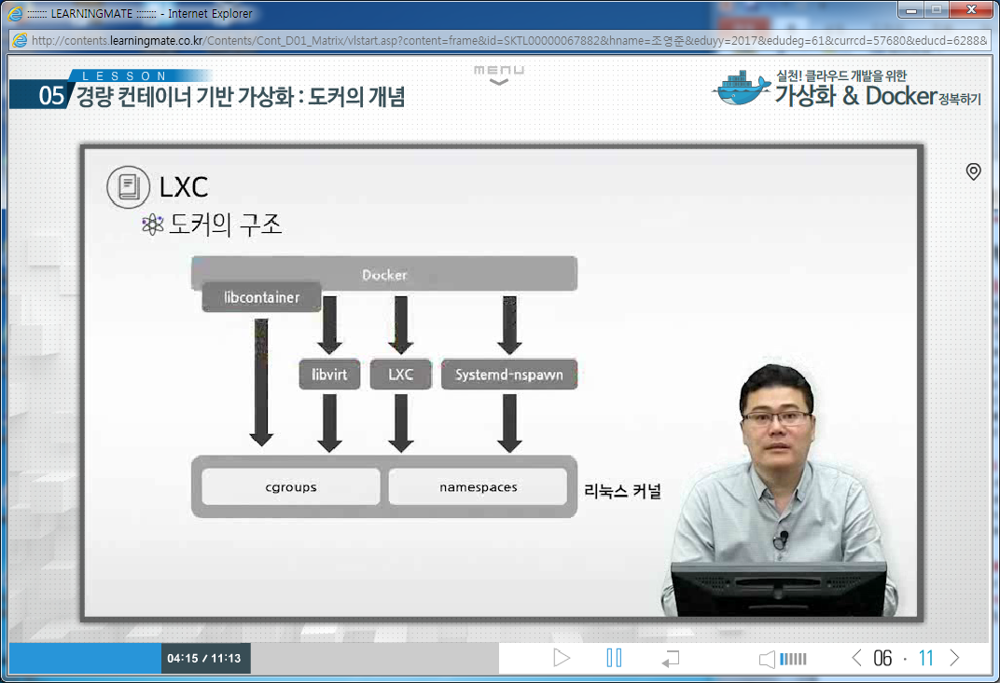 :::::::: LEARNINGMATE :::::::: - Internet Explorer
http://contents.learningmate.co.kr/Contents/Cont_D01_Matrix/vlstart.asp?content=frame&id=SKTL00000067882&hname=조영준&eduyy=2017&edudeg=61&currcd=57680&educd=6288&
LESSON
05 경량 컨테이너 기반 가상화 : 도커의 개념
MENU
실전! 클라우드 개발을 위한
가상화 & Docker 정복하기
LXC
도커의 구조
Docker
libcontainer
libvirt LXC Systemd-nspawn
cgroups namespaces 리눅스 커널
04:15 / 11:13
06 · 11